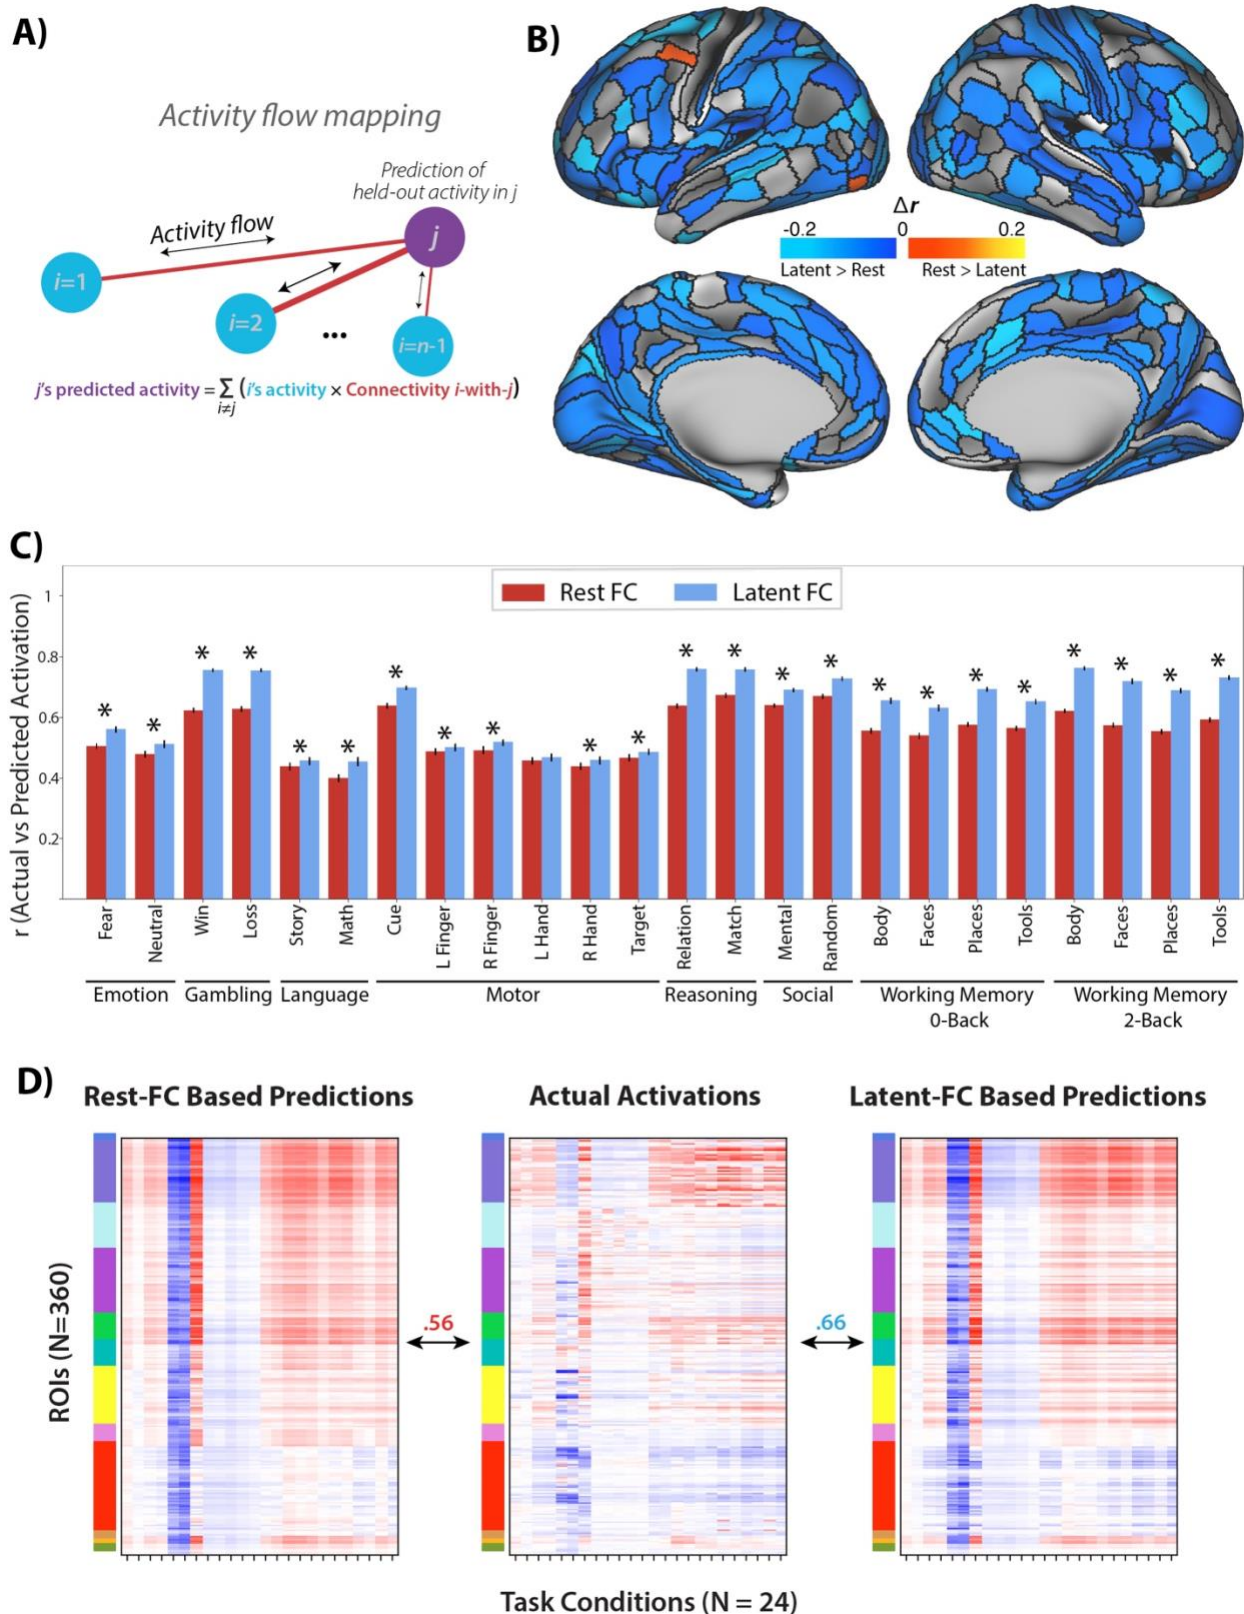 A)
Activity flow mapping
Prediction of
held-out activity in j
Activity flow
j
i=1
i=2
...
i=n-1
j's predicted activity = ∑ (i's activity × Connectivity i-with-j)
i≠j
B)
Δr
-0.2 0 0.2
Latent > Rest Rest > Latent
C)
Rest FC Latent FC
r (Actual vs Predicted Activation)
1
0.8
0.6
0.4
0.2
* * * * * * * * * * * * * * * * * * * * * * *
Fear Neutral Win Loss Story Math Cue L Finger R Finger L Hand R Hand Target Relation Match Mental Random Body Faces Places Tools Body Faces Places Tools
Emotion Gambling Language Motor Reasoning Social Working Memory Working Memory
0-Back 2-Back
D)
Rest-FC Based Predictions Actual Activations Latent-FC Based Predictions
ROIs (N=360)
.56 .66
Task Conditions (N = 24)